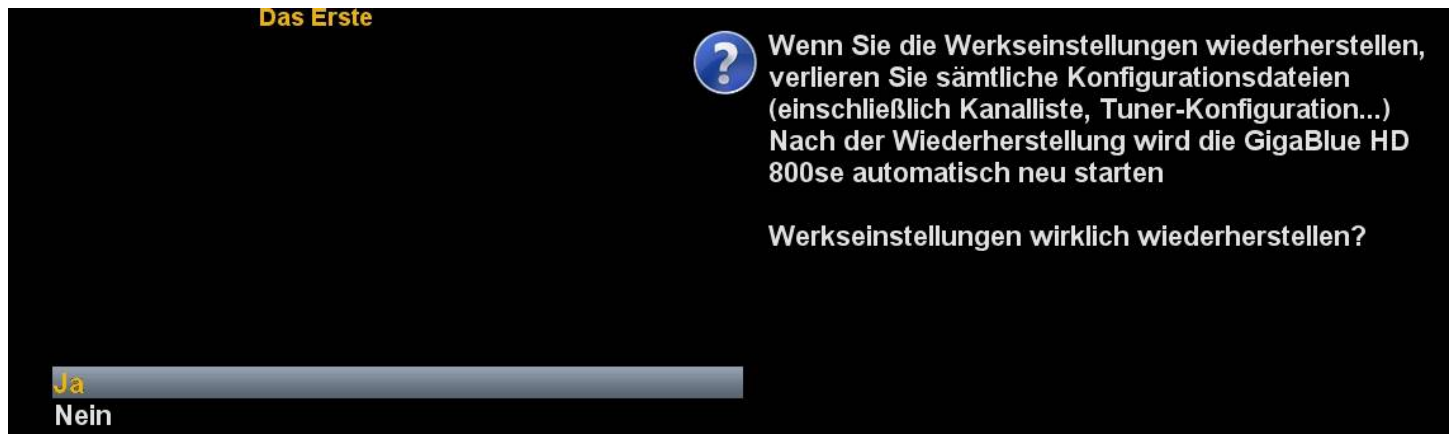 Das Erste
Wenn Sie die Werkseinstellungen wiederherstellen,
verlieren Sie sämtliche Konfigurationsdateien
(einschließlich Kanalliste, Tuner-Konfiguration...)
Nach der Wiederherstellung wird die GigaBlue HD
800se automatisch neu starten
Werkseinstellungen wirklich wiederherstellen?
Ja
Nein